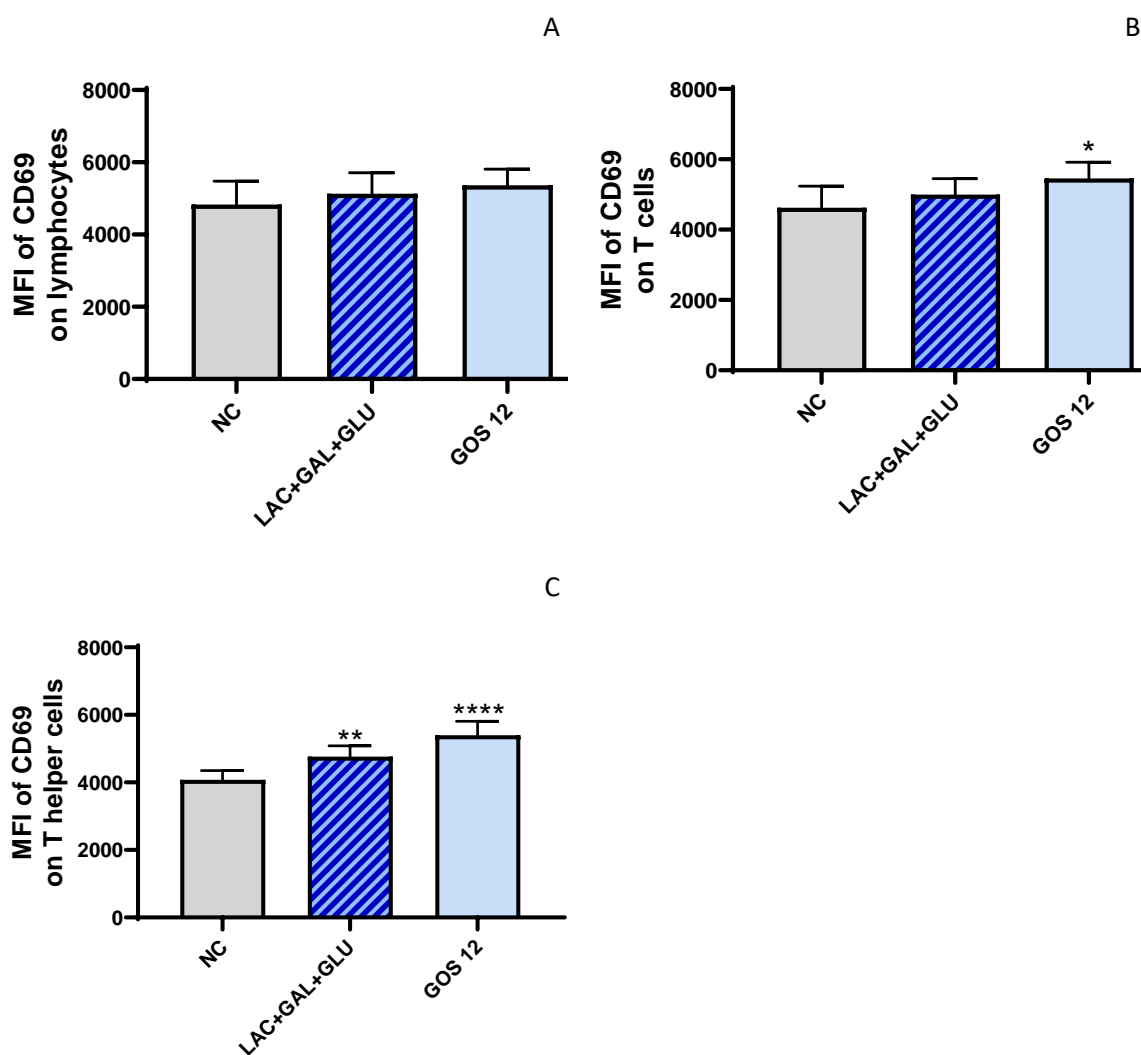 A
MFI of CD69
on lymphocytes
8000
6000
4000
2000
0
NC
LAC+GAL+GLU
GOS 12
B
MFI of CD69
on T cells
8000
6000
4000
2000
0
*
NC
LAC+GAL+GLU
GOS 12
C
MFI of CD69
on T helper cells
8000
6000
4000
2000
0
**
****
NC
LAC+GAL+GLU
GOS 12